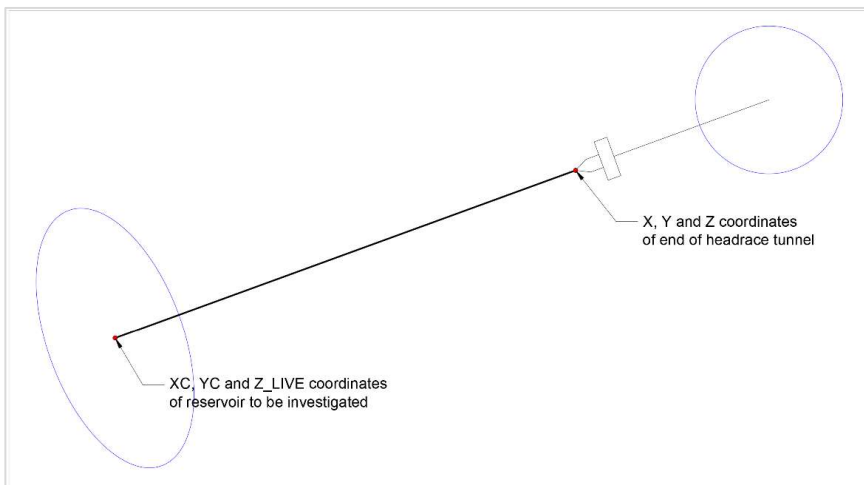 X, Y and Z coordinates
of end of headrace tunnel
XC, YC and Z_LIVE coordinates
of reservoir to be investigated